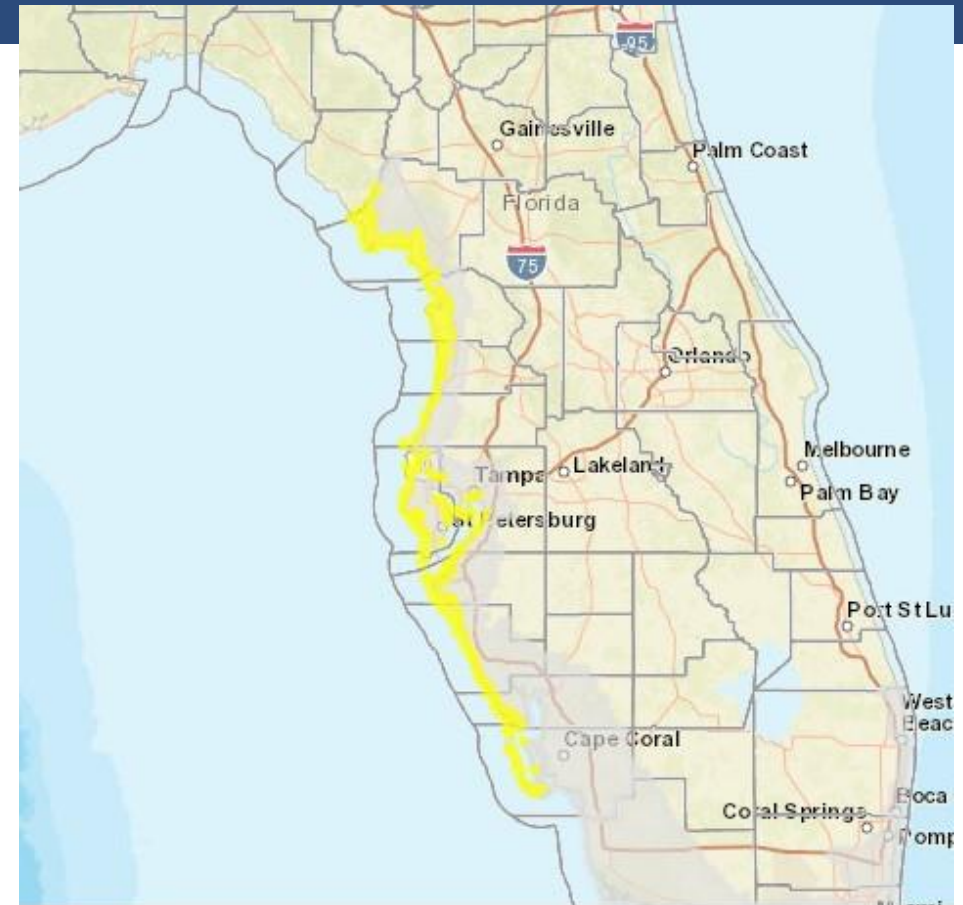 95
Gainesville
Palm Coast
Florida
75
Orlando
Melbourne
Tampa
Lakeland
Palm Bay
St Petersburg
Port St Lu
West
Beac
Cape Coral
Boca
Coral Springs
Pomp